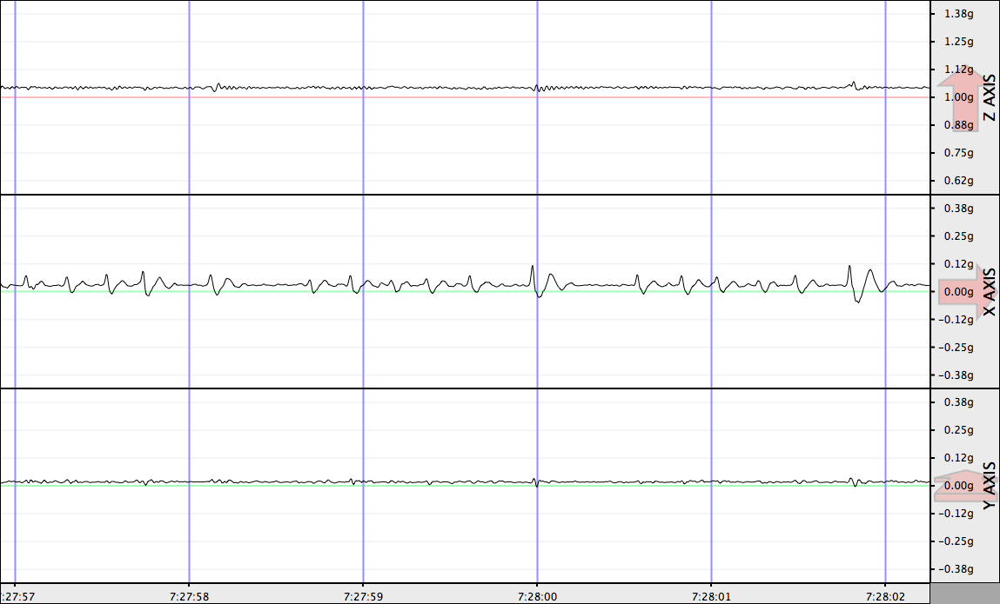 1.38g
1.25g
1.12g
1.00g
0.88g
0.75g
0.62g
Z AXIS
0.38g
0.25g
0.12g
0.00g
-0.12g
-0.25g
-0.38g
X AXIS
0.38g
0.25g
0.12g
0.00g
-0.12g
-0.25g
-0.38g
Y AXIS
:27:57 7:27:58 7:27:59 7:28:00 7:28:01 7:28:02